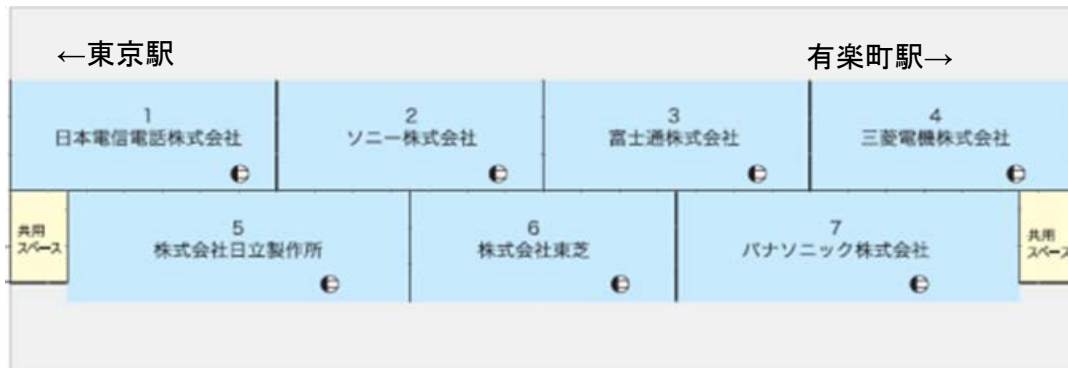 ←東京駅
有楽町駅→
1
日本電信電話株式会社
2
ソニー株式会社
3
富士通株式会社
4
三菱電機株式会社
共用
スペース
5
株式会社日立製作所
6
株式会社東芝
7
パナソニック株式会社
共用
スペース